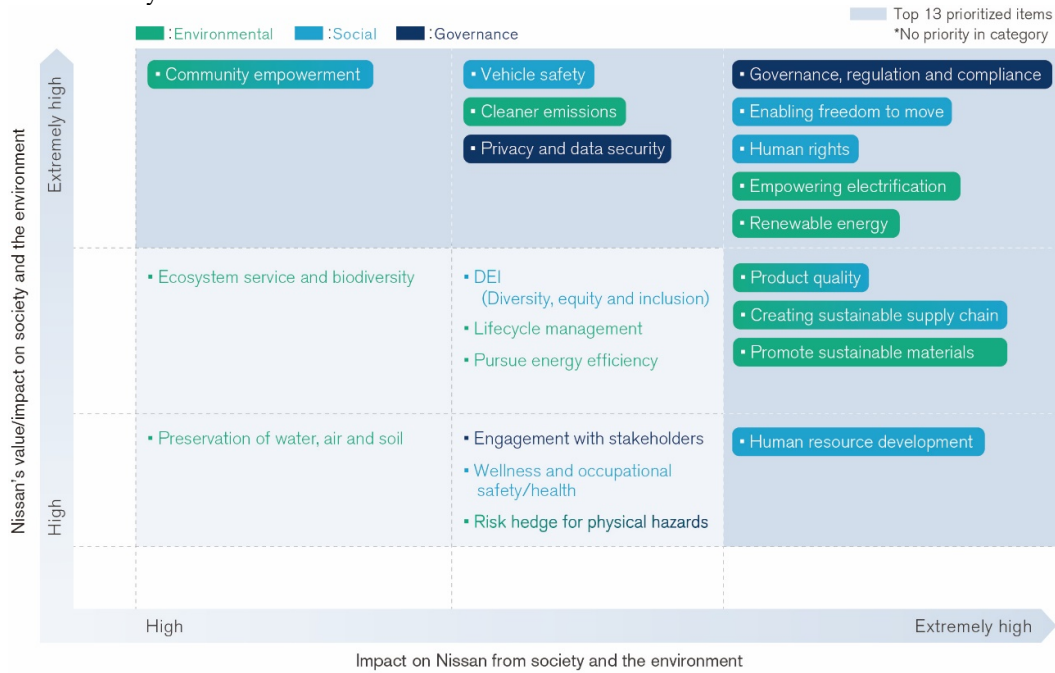 :Environmental :Social :Governance
Top 13 prioritized items
*No priority in category
Nissan's value/impact on society and the environment
Extremely high
High
▪ Community empowerment
▪ Vehicle safety
▪ Cleaner emissions
▪ Privacy and data security
▪ Governance, regulation and compliance
▪ Enabling freedom to move
▪ Human rights
▪ Empowering electrification
▪ Renewable energy
▪ Ecosystem service and biodiversity
▪ DEI
(Diversity, equity and inclusion)
▪ Lifecycle management
▪ Pursue energy efficiency
▪ Product quality
▪ Creating sustainable supply chain
▪ Promote sustainable materials
▪ Preservation of water, air and soil
▪ Engagement with stakeholders
▪ Wellness and occupational
safety/health
▪ Risk hedge for physical hazards
▪ Human resource development
High
Extremely high
Impact on Nissan from society and the environment